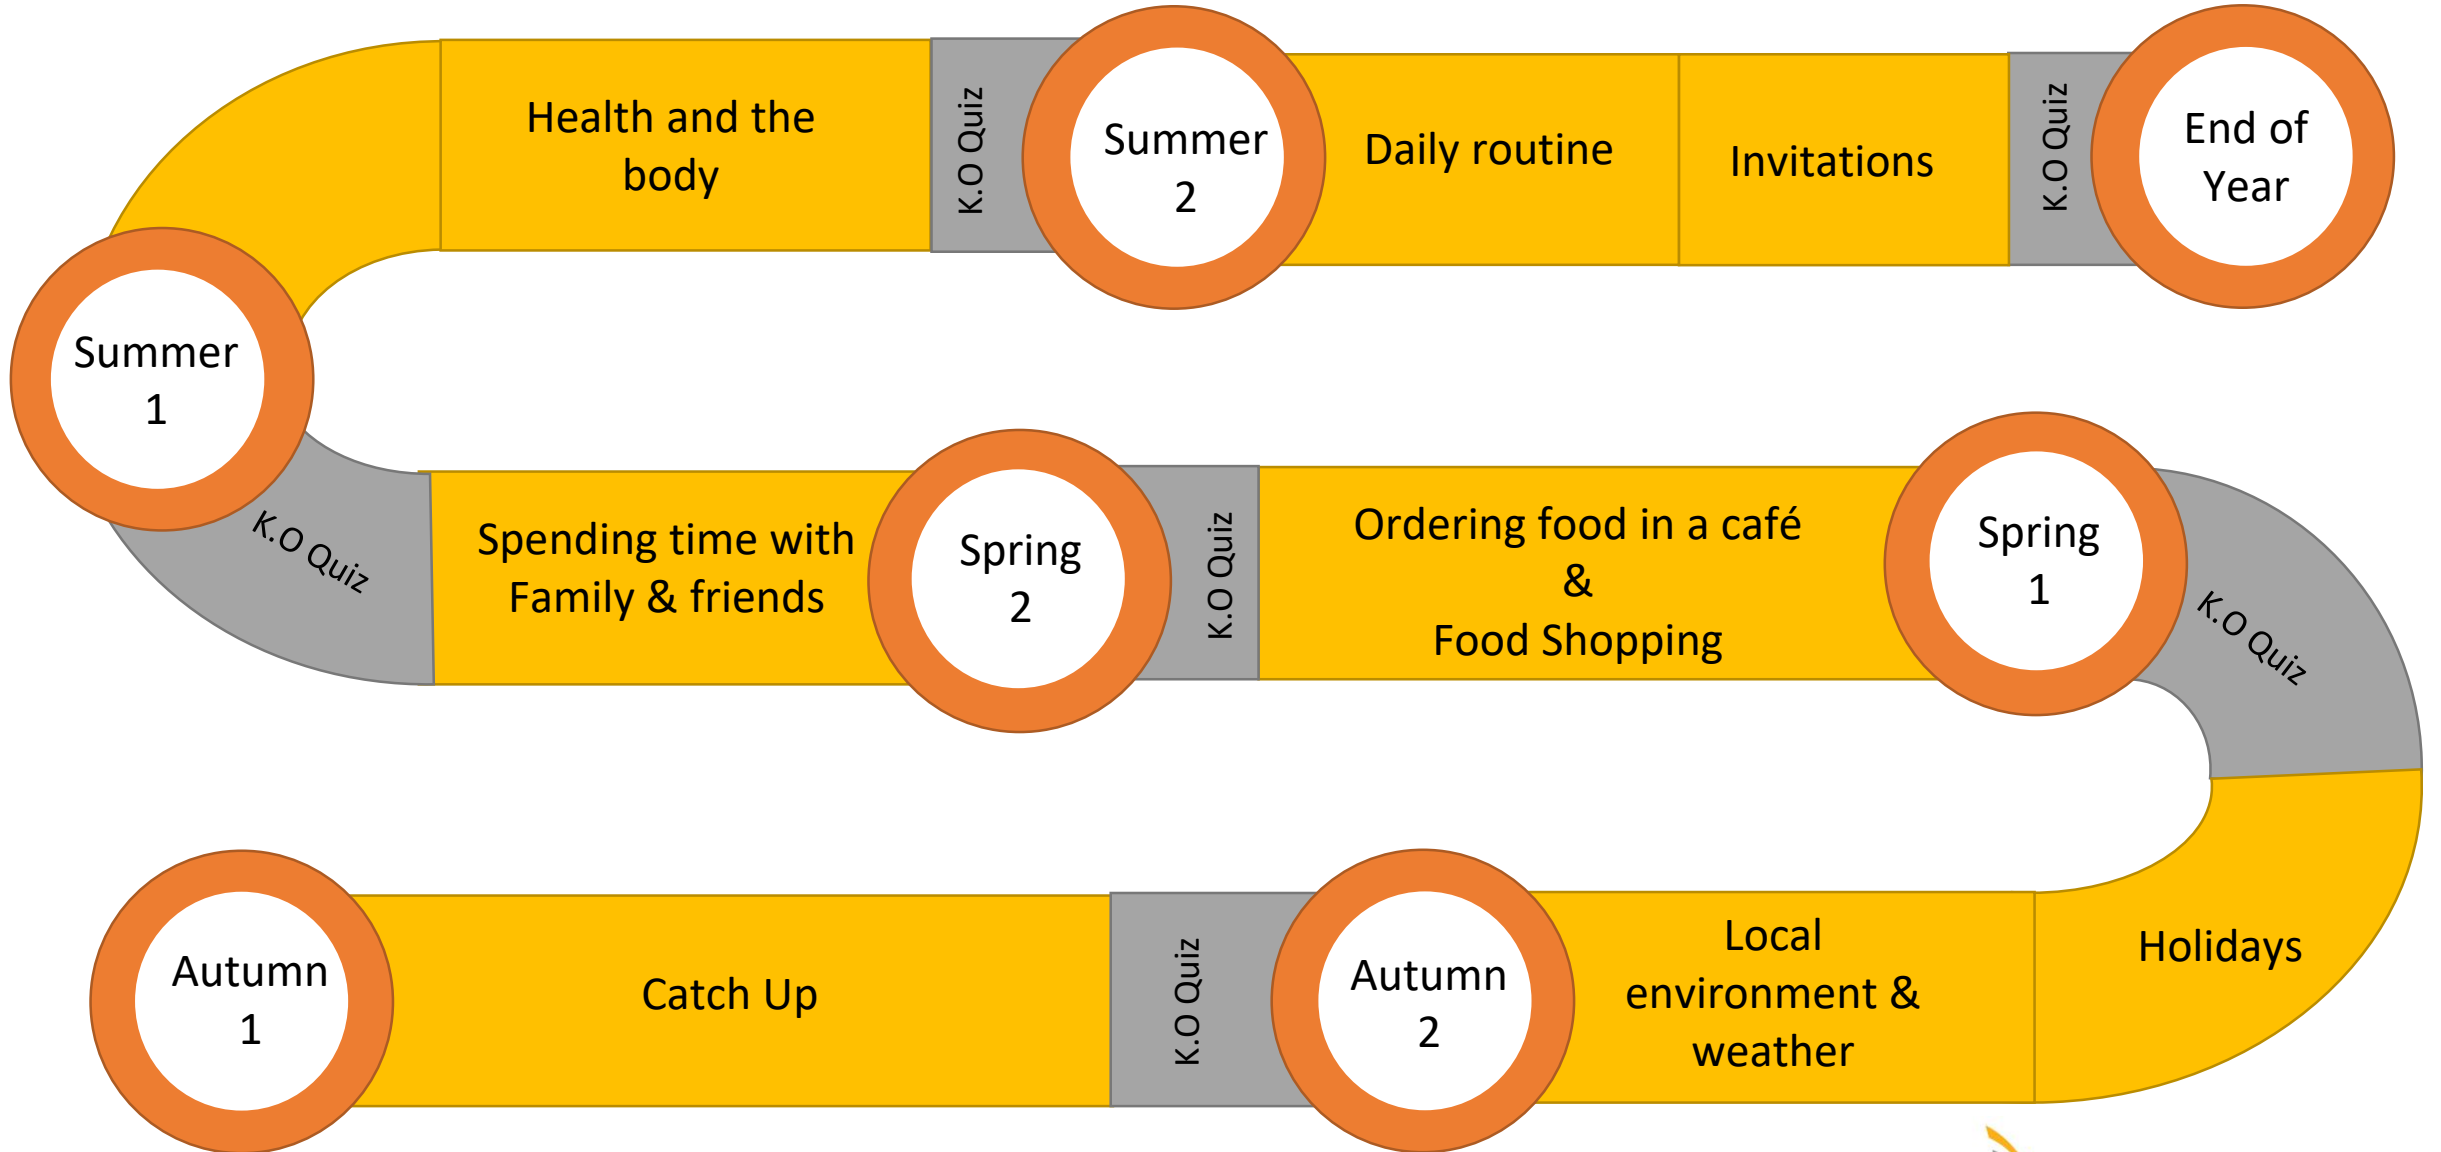 Health and the
body
K.O Quiz
Summer
2
Daily routine
Invitations
K.O Quiz
End of
Year
Summer
1
K.O Quiz
Spending time with
Family & friends
Spring
2
K.O Quiz
Ordering food in a café
&
Food Shopping
Spring
1
K.O Quiz
Autumn
1
Catch Up
K.O Quiz
Autumn
2
Local
environment &
weather
Holidays